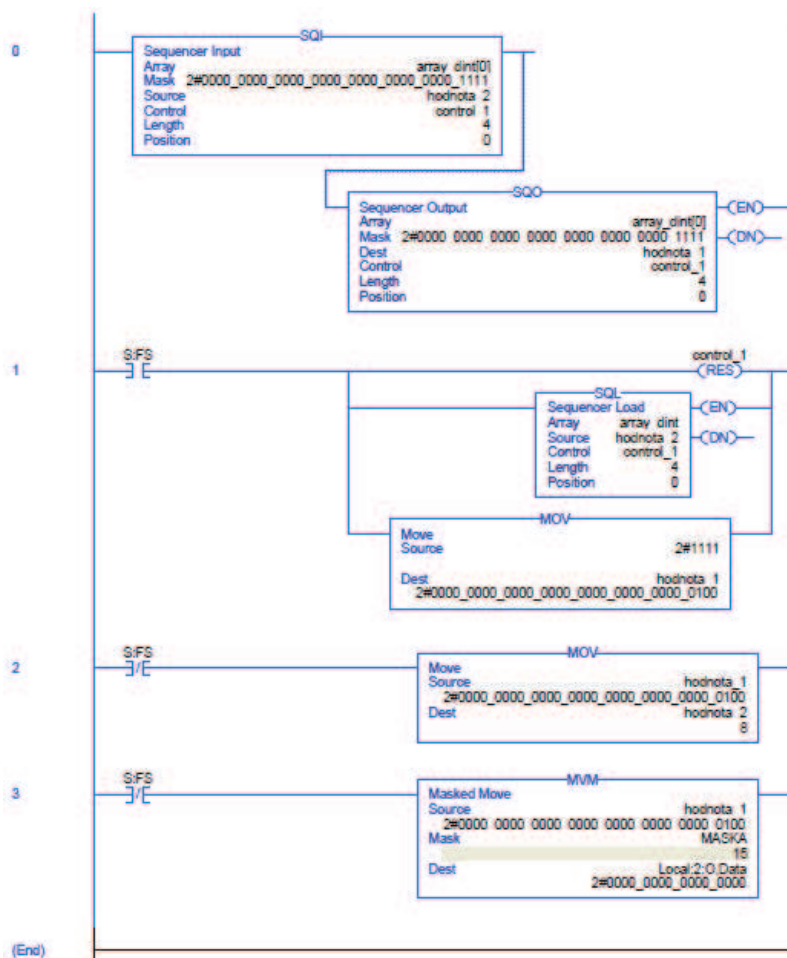 0
SQI
Sequencer Input
Array array_dint[0]
Mask 2#0000_0000_0000_0000_0000_0000_0000_1111
Source hodnota_2
Control control_1
Length 4
Position 0
SQO
Sequencer Output
Array array_dint[0]
Mask 2#0000_0000_0000_0000_0000_0000_0000_1111
Dest hodnota_1
Control control_1
Length 4
Position 0
(EN)
(DN)
1
S:FS
control_1
(RES)
SQL
Sequencer Load
Array array_dint
Source hodnota_2
Control control_1
Length 4
Position 0
(EN)
(DN)
MOV
Move
Source 2#1111
Dest hodnota_1
2#0000_0000_0000_0000_0000_0000_0000_0100
2
S:FS
MOV
Move
Source hodnota_1
2#0000_0000_0000_0000_0000_0000_0000_0100
Dest hodnota_2
8
3
S:FS
MVM
Masked Move
Source hodnota_1
2#0000_0000_0000_0000_0000_0000_0000_0100
Mask MASKA
15
Dest Local:2:O.Data
2#0000_0000_0000_0000
(End)